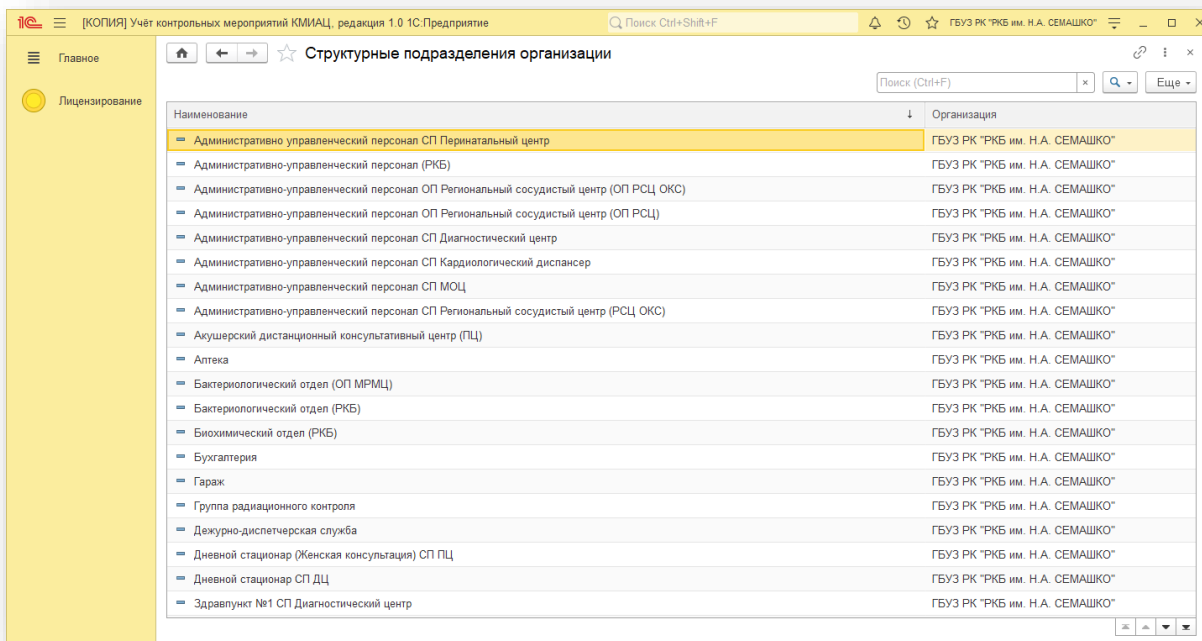 1С [КОПИЯ] Учёт контрольных мероприятий КМИАЦ, редакция 1.0 1С:Предприятие Поиск Ctrl+Shift+F ГБУЗ РК "РКБ им. Н.А. СЕМАШКО"
Главное
Лицензирование
Структурные подразделения организации
Поиск (Ctrl+F) × Еще
Наименование ↓ Организация
Административно управленческий персонал СП Перинатальный центр ГБУЗ РК "РКБ им. Н.А. СЕМАШКО"
Административно-управленческий персонал (РКБ) ГБУЗ РК "РКБ им. Н.А. СЕМАШКО"
Административно-управленческий персонал ОП Региональный сосудистый центр (ОП РСЦ ОКС) ГБУЗ РК "РКБ им. Н.А. СЕМАШКО"
Административно-управленческий персонал ОП Региональный сосудистый центр (ОП РСЦ) ГБУЗ РК "РКБ им. Н.А. СЕМАШКО"
Административно-управленческий персонал СП Диагностический центр ГБУЗ РК "РКБ им. Н.А. СЕМАШКО"
Административно-управленческий персонал СП Кардиологический диспансер ГБУЗ РК "РКБ им. Н.А. СЕМАШКО"
Административно-управленческий персонал СП МОЦ ГБУЗ РК "РКБ им. Н.А. СЕМАШКО"
Административно-управленческий персонал СП Региональный сосудистый центр (РСЦ ОКС) ГБУЗ РК "РКБ им. Н.А. СЕМАШКО"
Акушерский дистанционный консультативный центр (ПЦ) ГБУЗ РК "РКБ им. Н.А. СЕМАШКО"
Аптека ГБУЗ РК "РКБ им. Н.А. СЕМАШКО"
Бактериологический отдел (ОП МРМЦ) ГБУЗ РК "РКБ им. Н.А. СЕМАШКО"
Бактериологический отдел (РКБ) ГБУЗ РК "РКБ им. Н.А. СЕМАШКО"
Биохимический отдел (РКБ) ГБУЗ РК "РКБ им. Н.А. СЕМАШКО"
Бухгалтерия ГБУЗ РК "РКБ им. Н.А. СЕМАШКО"
Гараж ГБУЗ РК "РКБ им. Н.А. СЕМАШКО"
Группа радиационного контроля ГБУЗ РК "РКБ им. Н.А. СЕМАШКО"
Дежурно-диспетчерская служба ГБУЗ РК "РКБ им. Н.А. СЕМАШКО"
Дневной стационар (Женская консультация) СП ПЦ ГБУЗ РК "РКБ им. Н.А. СЕМАШКО"
Дневной стационар СП ДЦ ГБУЗ РК "РКБ им. Н.А. СЕМАШКО"
Здравпункт №1 СП Диагностический центр ГБУЗ РК "РКБ им. Н.А. СЕМАШКО"